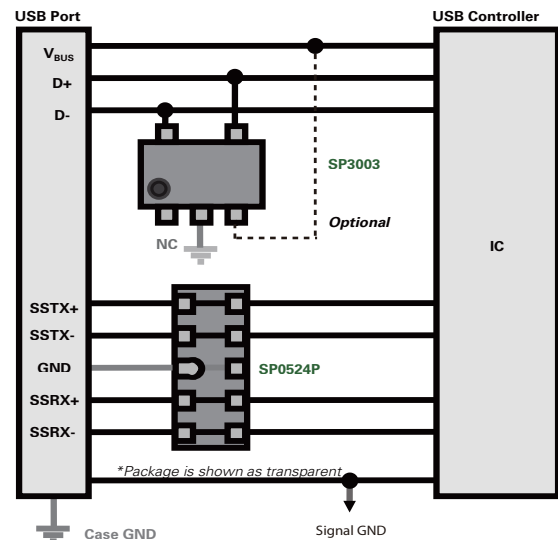 USB Port
USB Controller
VBUS
D+
D-
SP3003
Optional
NC
IC
SSTX+
SSTX-
GND
SP0524P
SSRX+
SSRX-
*Package is shown as transparent
Signal GND
Case GND